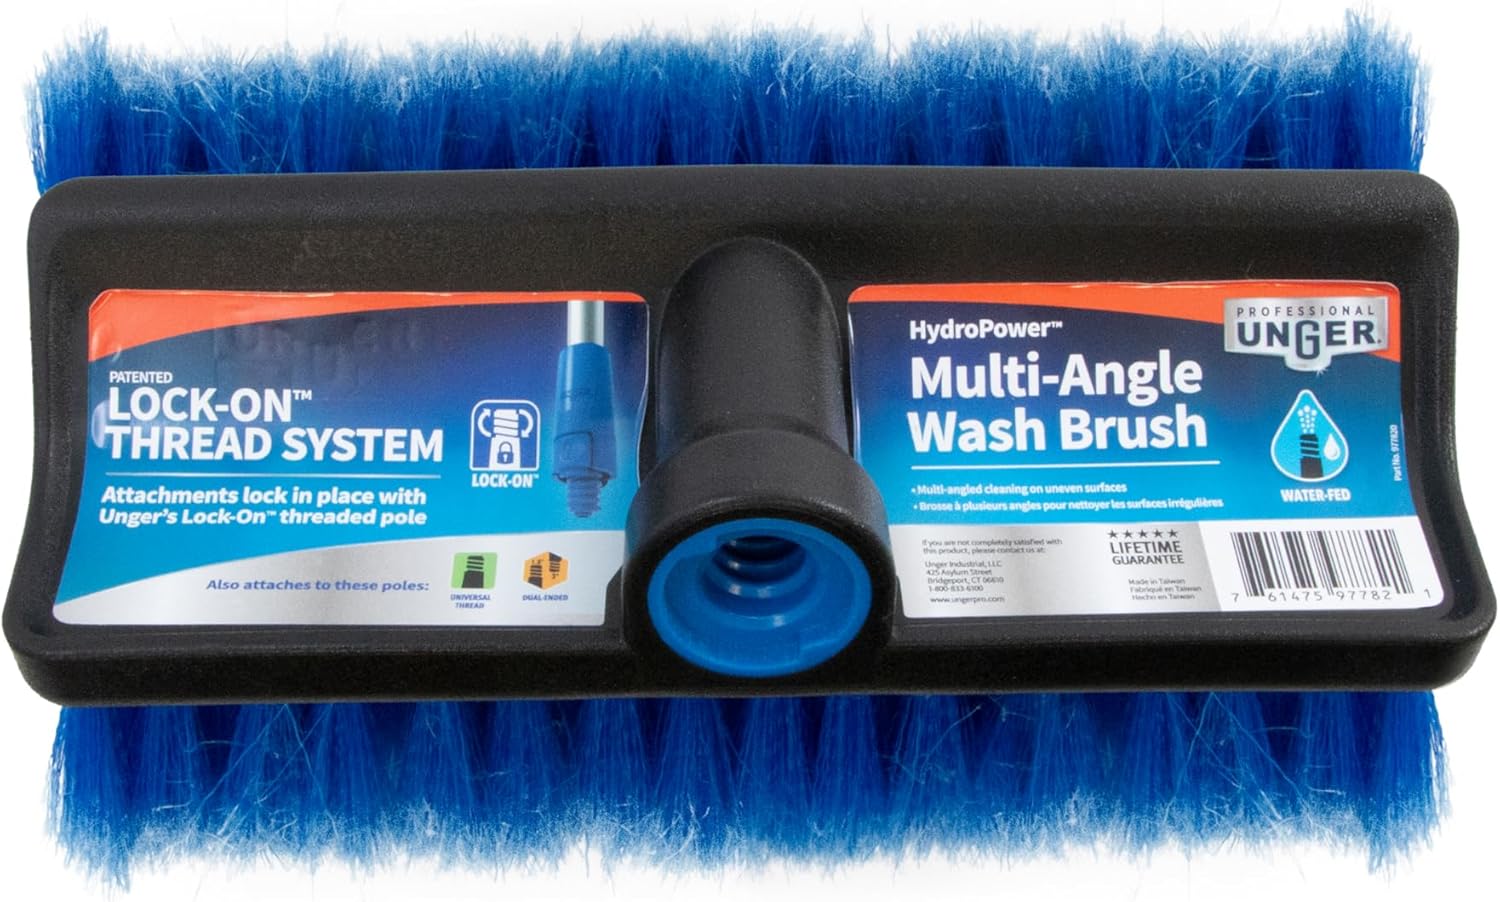 PATENTED
LOCK-ON™
THREAD SYSTEM
Attachments lock in place with
Unger's Lock-On™ threaded pole
LOCK-ON™
Also attaches to these poles:
UNIVERSAL
THREAD
DUAL-ENDED
HydroPower™
Multi-Angle
Wash Brush
PROFESSIONAL
UNGER®
WATER-FED
Part No. 977820
• Multi-angled cleaning on uneven surfaces
• Brosse à plusieurs angles pour nettoyer les surfaces irrégulières
If you are not completely satisfied with
this product, please contact us at:
Unger Industrial, LLC
425 Asylum Street
Bridgeport, CT 06610
1-800-833-6100
www.ungerpro.com
LIFETIME
GUARANTEE
Made in Taiwan
Fabriqué en Taiwan
Hecho en Taiwan
7 61475 97782 1